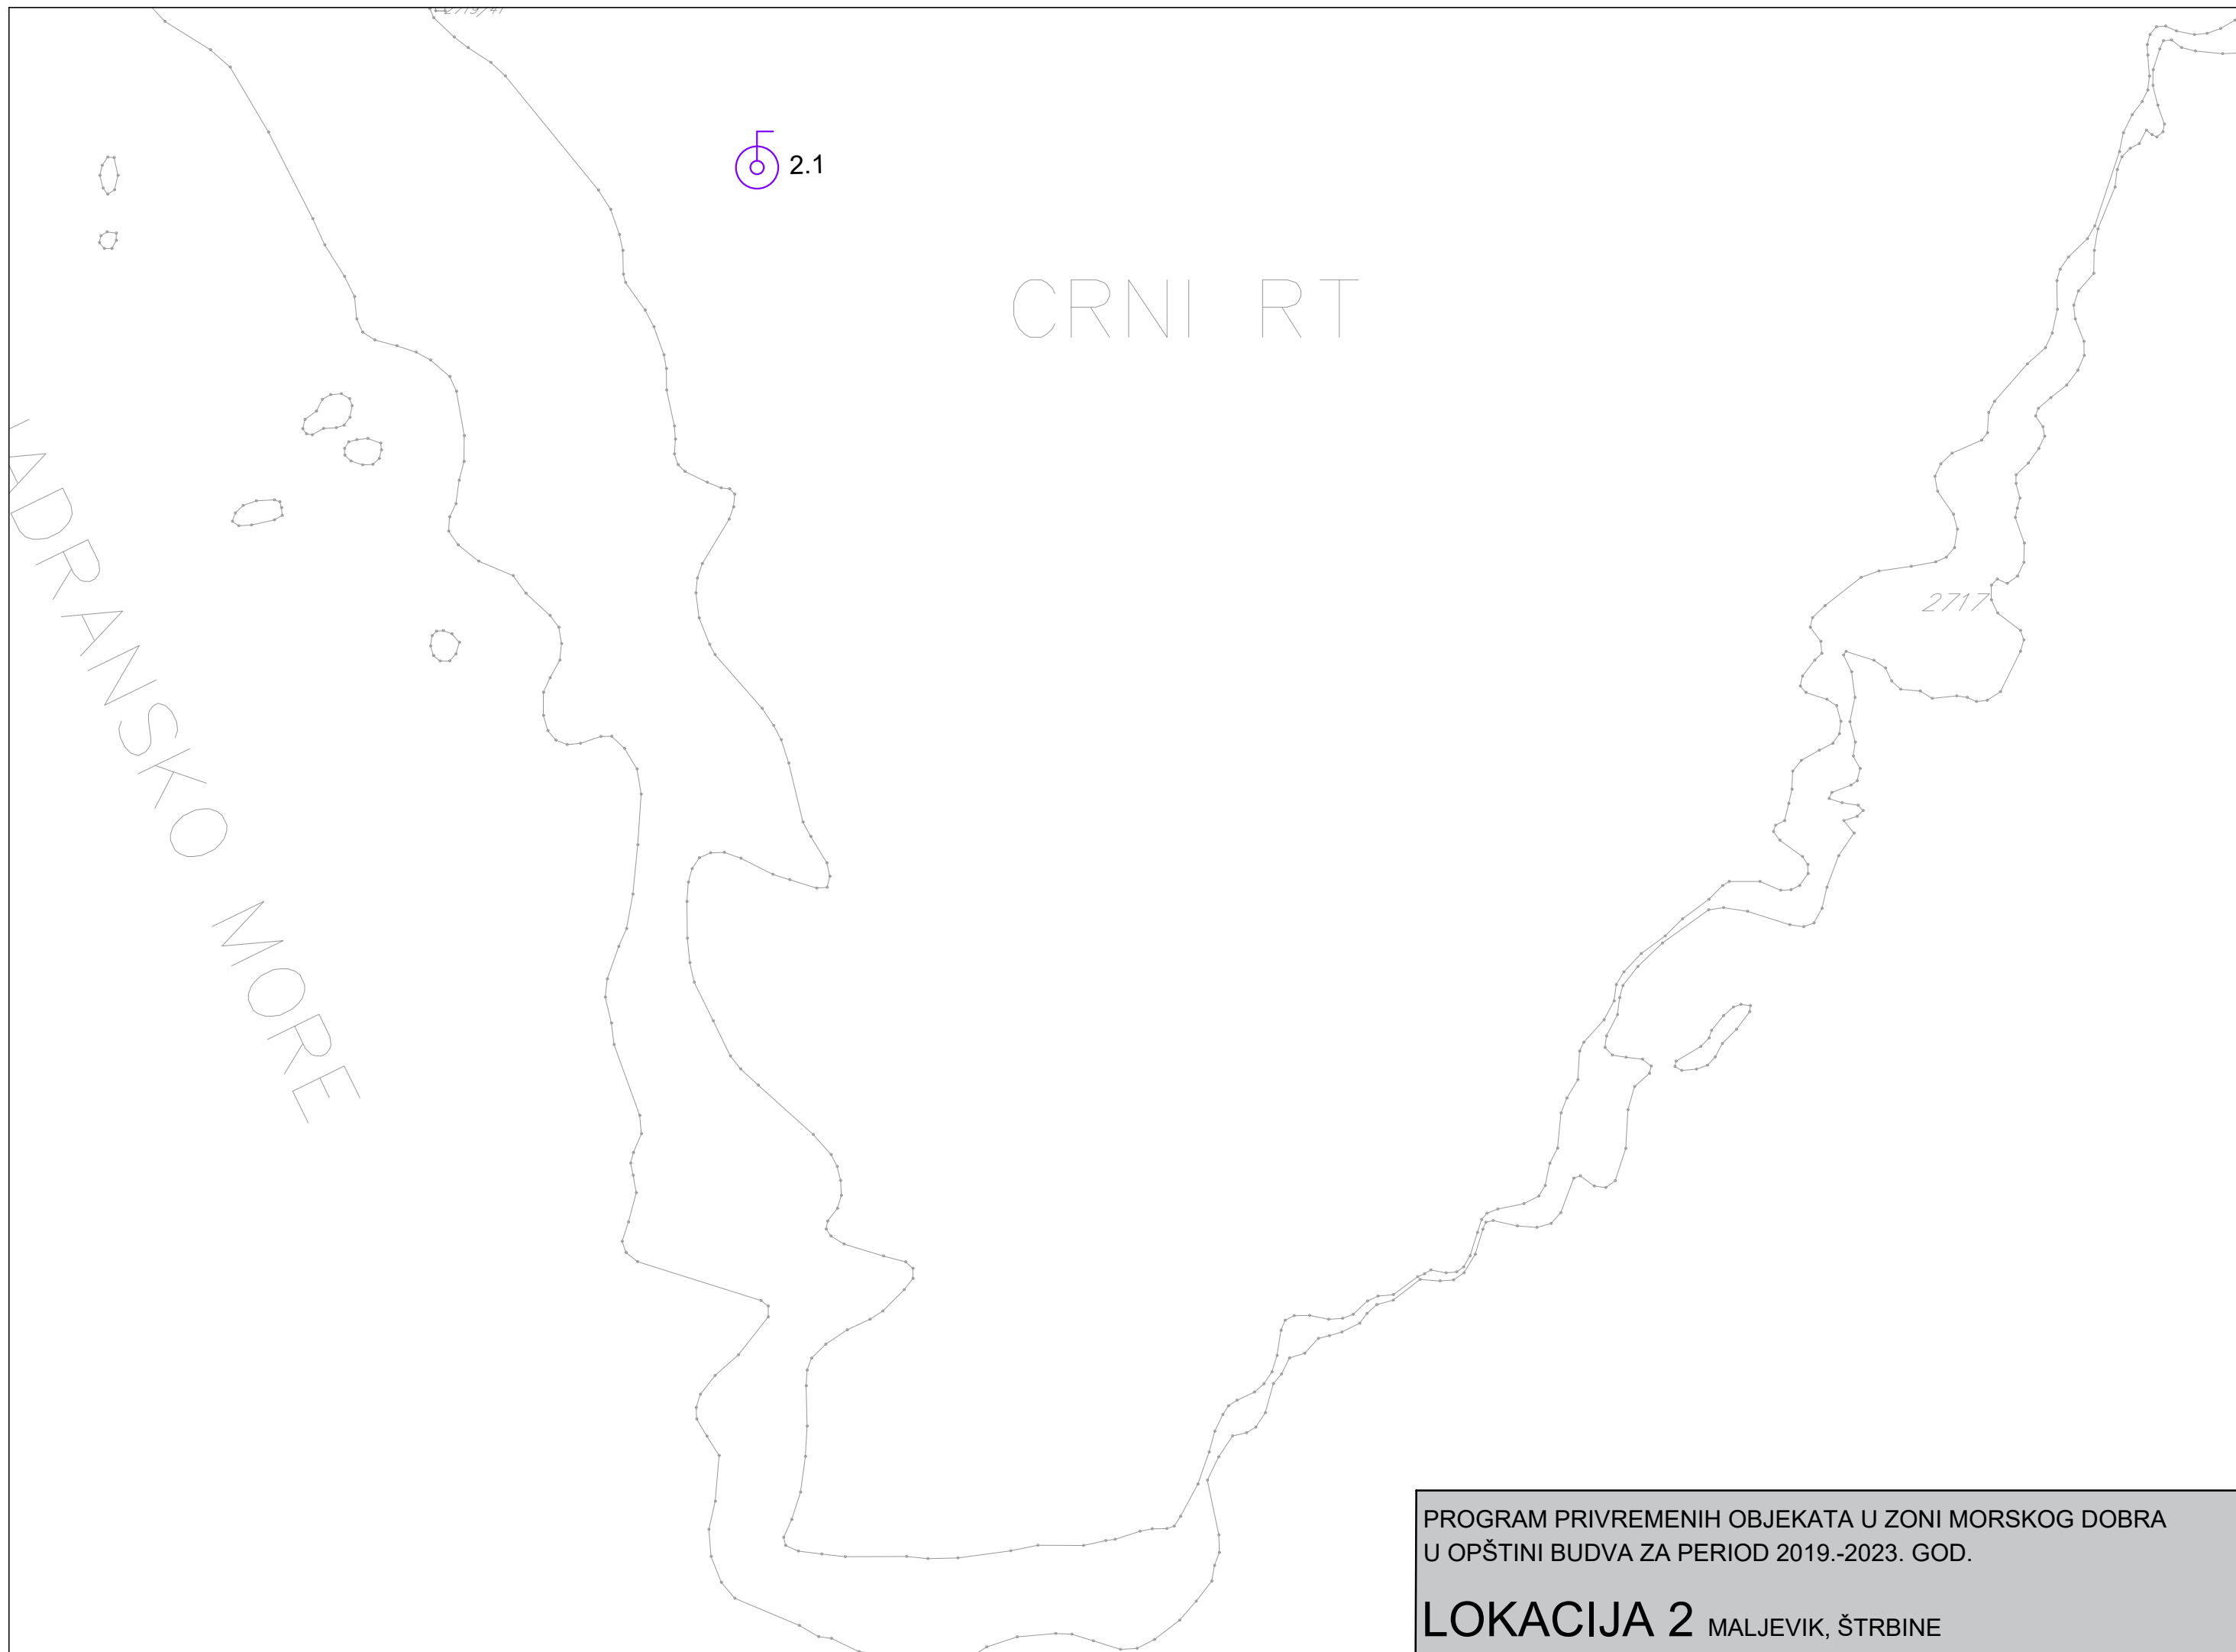 2.1
CRNI RT
JADRANSKO MORE
2717
PROGRAM PRIVREMENIH OBJEKATA U ZONI MORSKOG DOBRA
U OPŠTINI BUDVA ZA PERIOD 2019.-2023. GOD.
LOKACIJA 2 MALJEVIK, ŠTRBINE